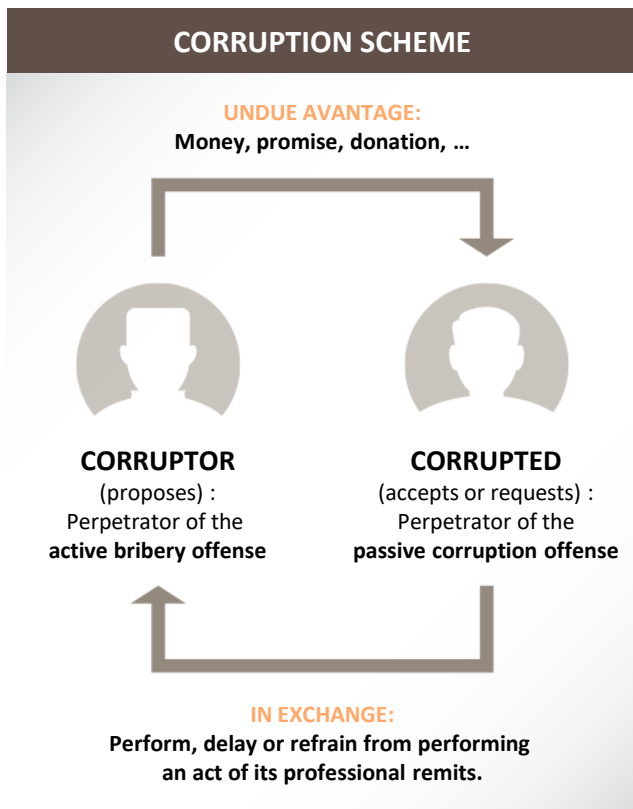 CORRUPTION SCHEME
UNDUE AVANTAGE:
Money, promise, donation, ...
CORRUPTOR
(proposes) :
Perpetrator of the
active bribery offense
CORRUPTED
(accepts or requests) :
Perpetrator of the
passive corruption offense
IN EXCHANGE:
Perform, delay or refrain from performing
an act of its professional remits.